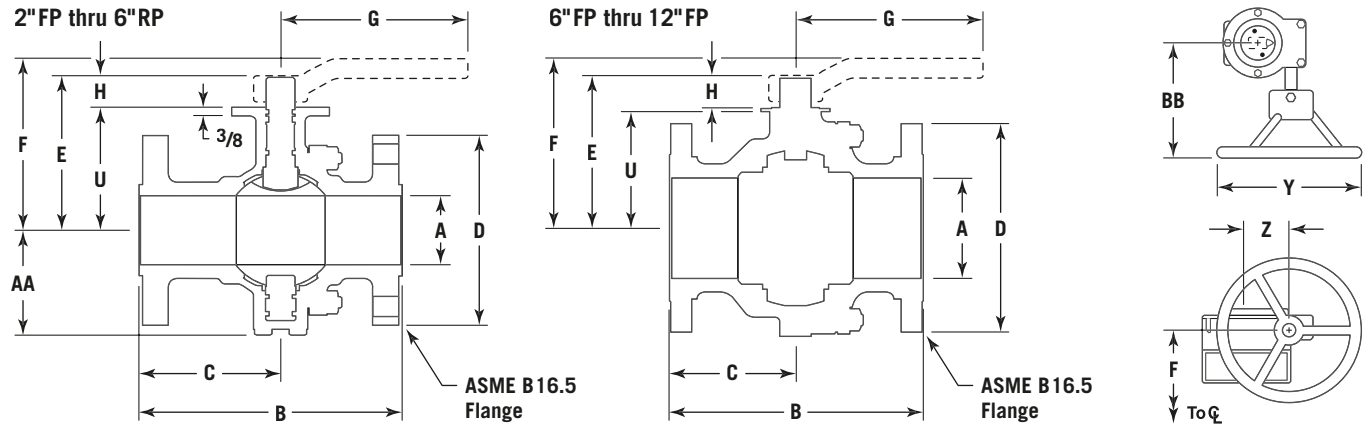 2"FP thru 6"RP
G
H
F
E
U
3/8
A
D
AA
C
B
ASME B16.5
Flange
6"FP thru 12"FP
G
H
F
E
U
A
D
C
B
ASME B16.5
Flange
BB
Y
Z
F
To ℄